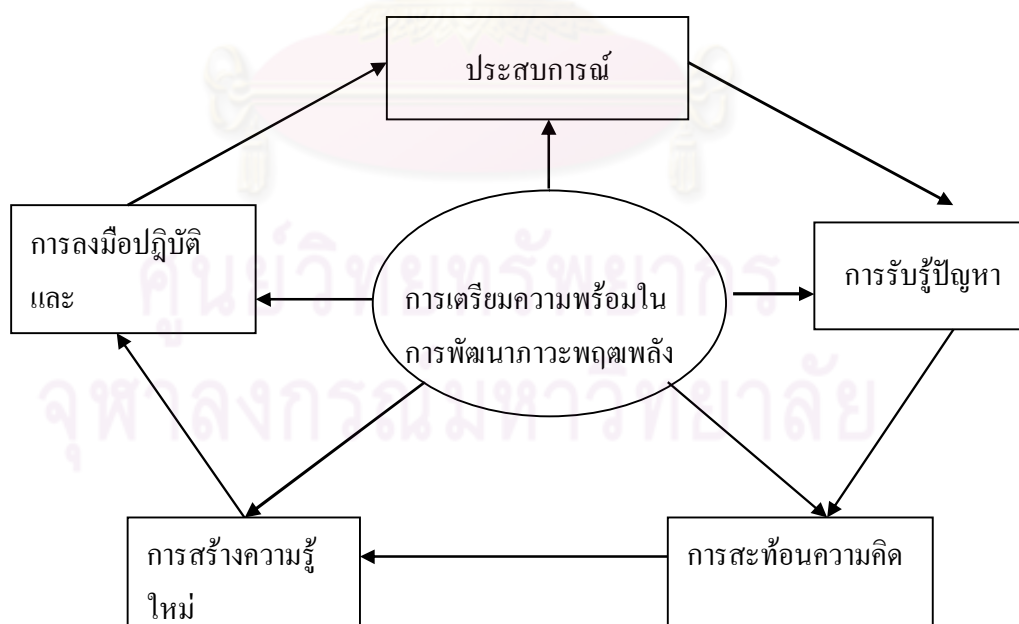 ประสบการณ์
การลงมือปฏิบัติ
และ
การเตรียมความพร้อมใน
การพัฒนาภาวะพฤฒพลัง
การรับรู้ปัญหา
การสร้างความรู้
ใหม่
การสะท้อนความคิด
ศูนย์วิทยทรัพยากร
จุฬาลงกรณ์มหาวิทยาลัย